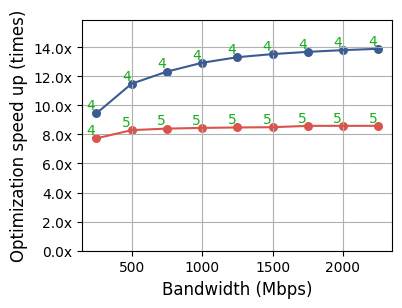 Optimization speed up (times)
14.0x
12.0x
10.0x
8.0x
6.0x
4.0x
2.0x
0.0x
4 4 4 4 4 4 4 4 4
4 5 5 5 5 5 5 5 5
500 1000 1500 2000
Bandwidth (Mbps)